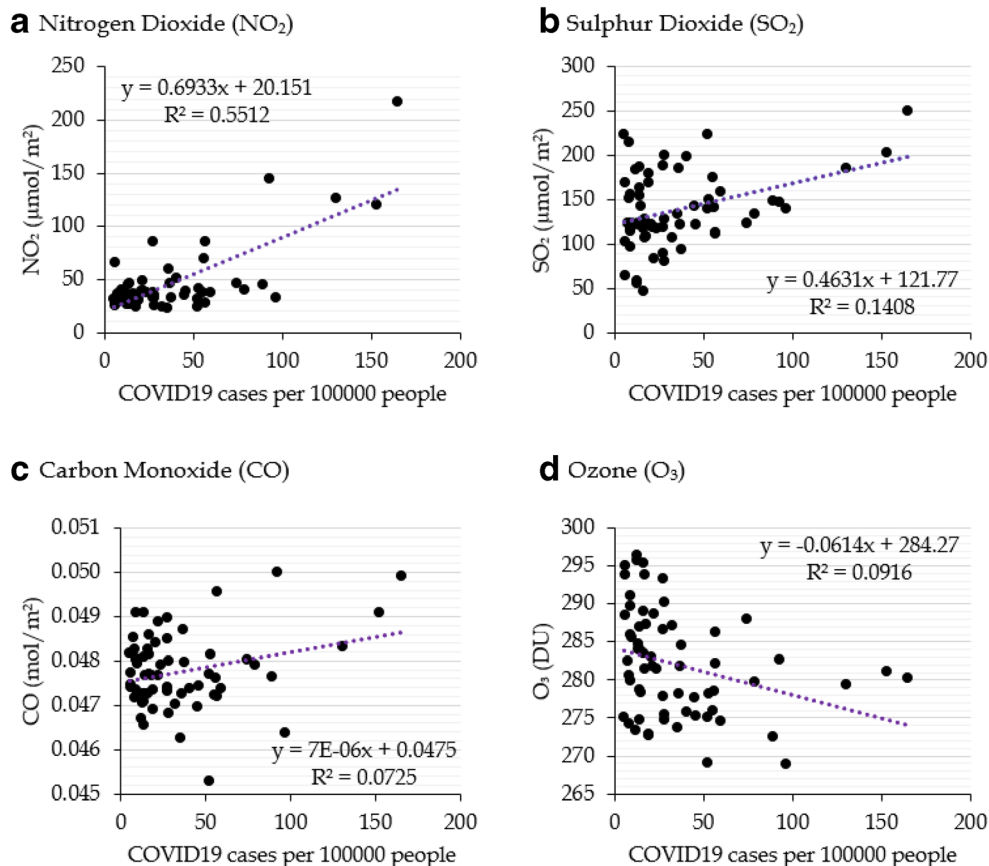 a Nitrogen Dioxide (NO₂)
250
200
150
100
50
0
NO₂ (µmol/m²)
y = 0.6933x + 20.151
R² = 0.5512
0 50 100 150 200
COVID19 cases per 100000 people
b Sulphur Dioxide (SO₂)
300
250
200
150
100
50
0
SO₂ (µmol/m²)
y = 0.4631x + 121.77
R² = 0.1408
0 50 100 150 200
COVID19 cases per 100000 people
c Carbon Monoxide (CO)
0.051
0.050
0.049
0.048
0.047
0.046
0.045
CO (mol/m²)
y = 7E-06x + 0.0475
R² = 0.0725
0 50 100 150 200
COVID19 cases per 100000 people
d Ozone (O₃)
300
295
290
285
280
275
270
265
O₃ (DU)
y = -0.0614x + 284.27
R² = 0.0916
0 50 100 150 200
COVID19 cases per 100000 people